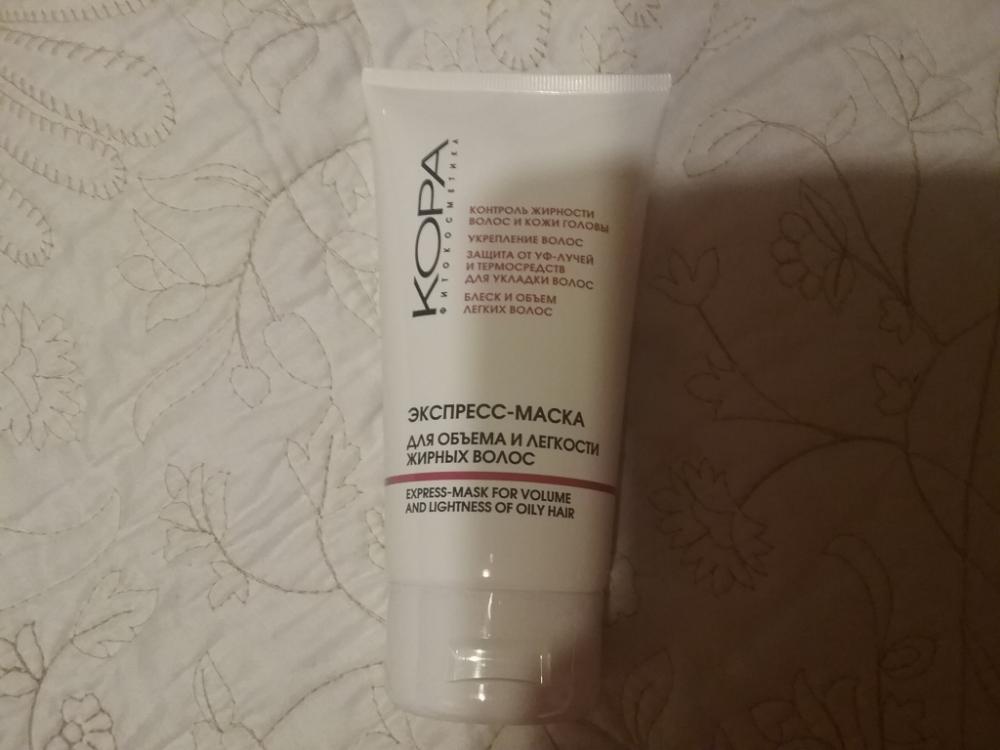 КОРА
ФИТОКОСМЕТИКА
КОНТРОЛЬ ЖИРНОСТИ
ВОЛОС И КОЖИ ГОЛОВЫ
УКРЕПЛЕНИЕ ВОЛОС
ЗАЩИТА ОТ УФ-ЛУЧЕЙ
И ТЕРМОСРЕДСТВ
ДЛЯ УКЛАДКИ ВОЛОС
БЛЕСК И ОБЪЕМ
ЛЕГКИХ ВОЛОС
ЭКСПРЕСС-МАСКА
ДЛЯ ОБЪЕМА И ЛЕГКОСТИ
ЖИРНЫХ ВОЛОС
EXPRESS-MASK FOR VOLUME
AND LIGHTNESS OF OILY HAIR